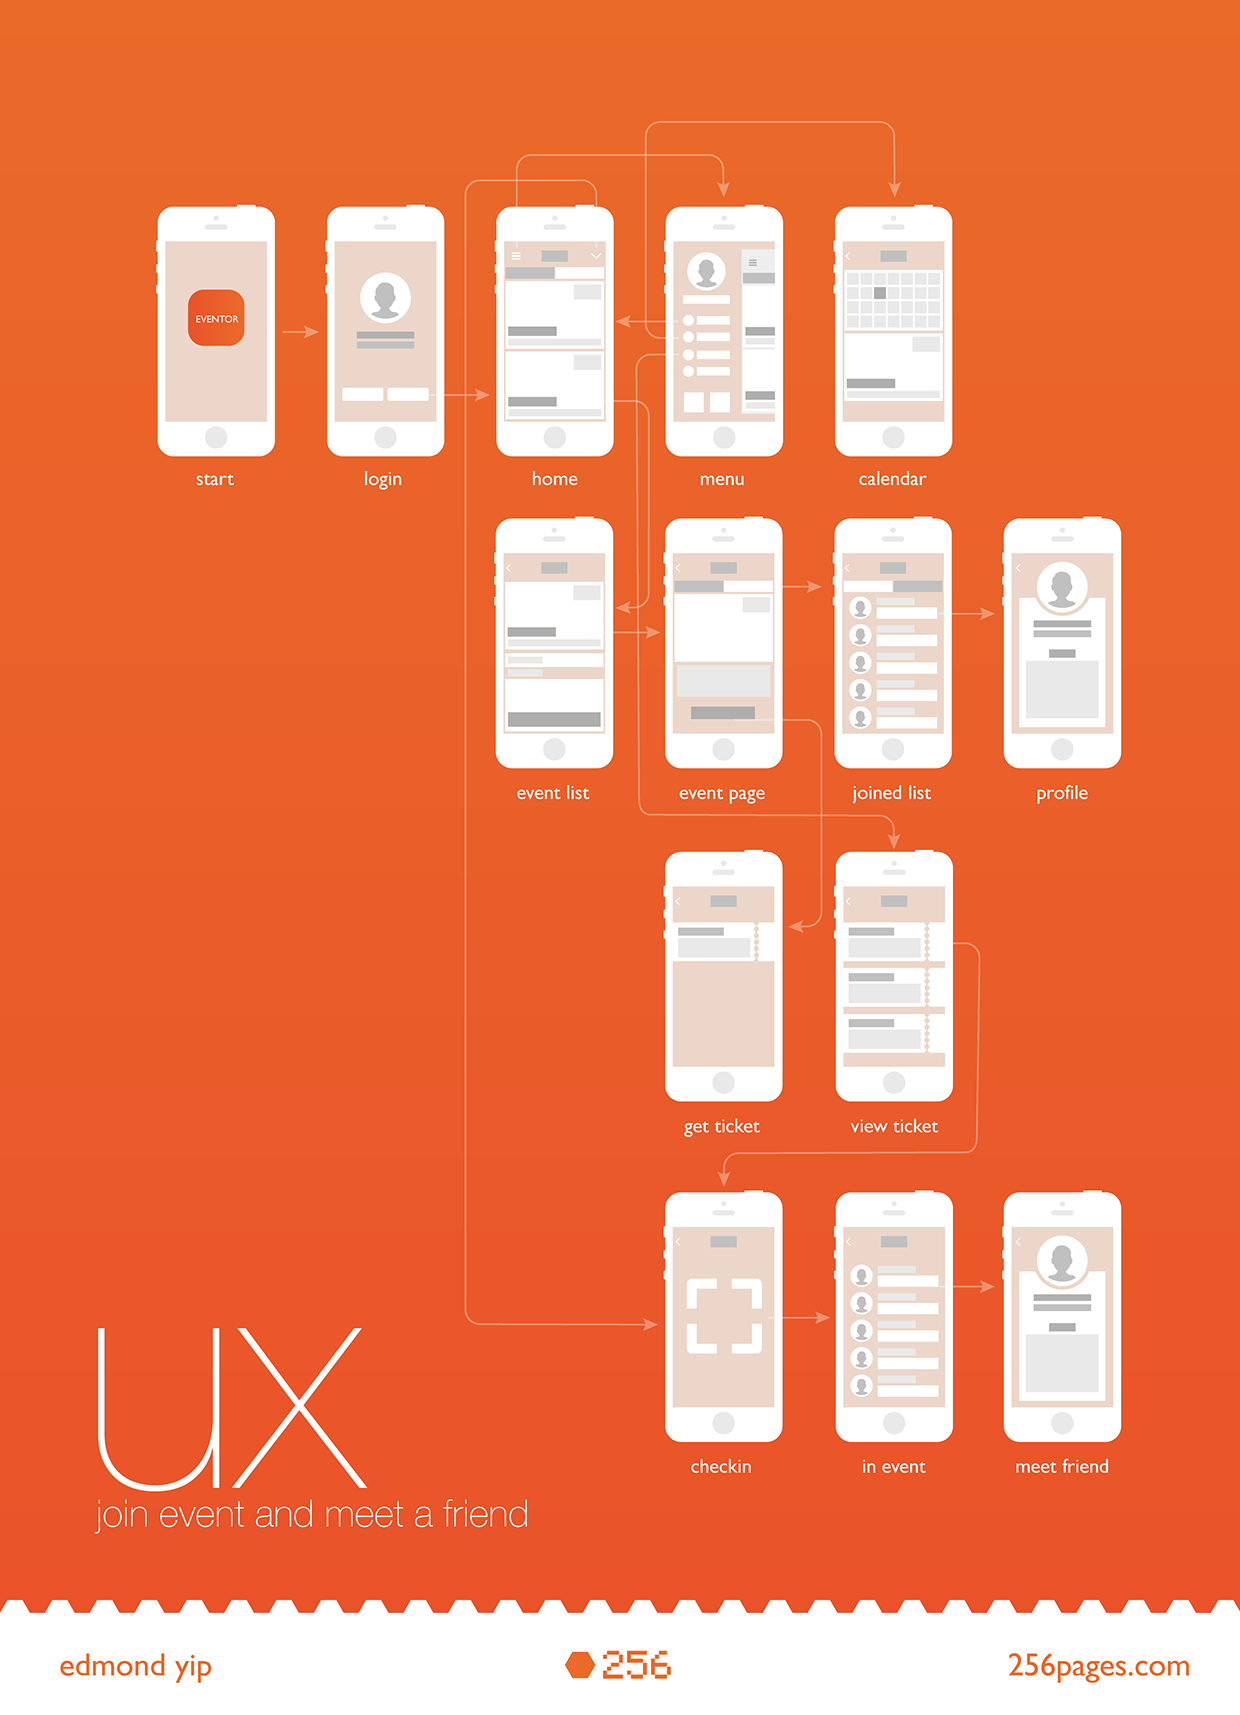 EVENTOR
start
login
home
menu
calendar
event list
event page
joined list
profile
get ticket
view ticket
checkin
in event
meet friend
ux
join event and meet a friend
edmond yip
256
256pages.com